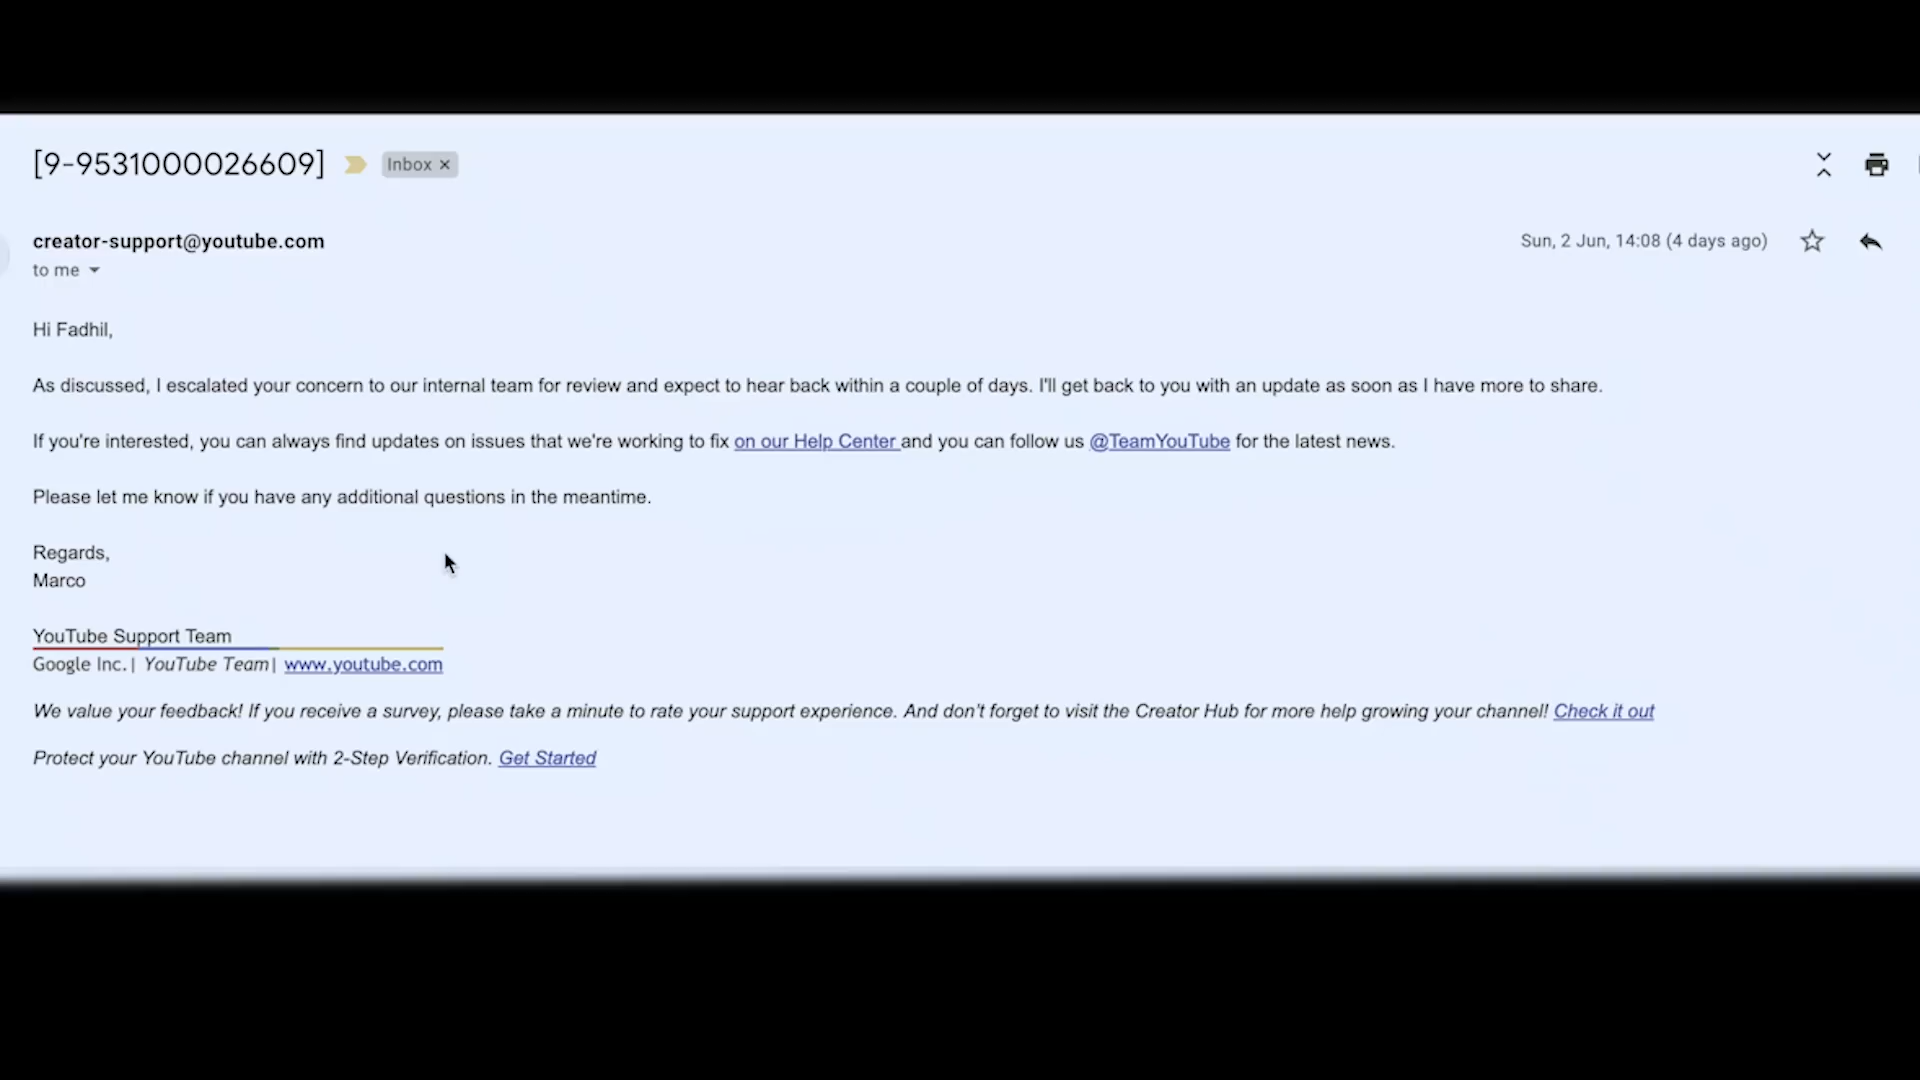 [9-9531000026609] Inbox ×
creator-support@youtube.com Sun, 2 Jun, 14:08 (4 days ago)
to me
Hi Fadhil,
As discussed, I escalated your concern to our internal team for review and expect to hear back within a couple of days. I'll get back to you with an update as soon as I have more to share.
If you're interested, you can always find updates on issues that we're working to fix on our Help Center and you can follow us @TeamYouTube for the latest news.
Please let me know if you have any additional questions in the meantime.
Regards,
Marco
YouTube Support Team
Google Inc. | YouTube Team | www.youtube.com
We value your feedback! If you receive a survey, please take a minute to rate your support experience. And don't forget to visit the Creator Hub for more help growing your channel! Check it out
Protect your YouTube channel with 2-Step Verification. Get Started